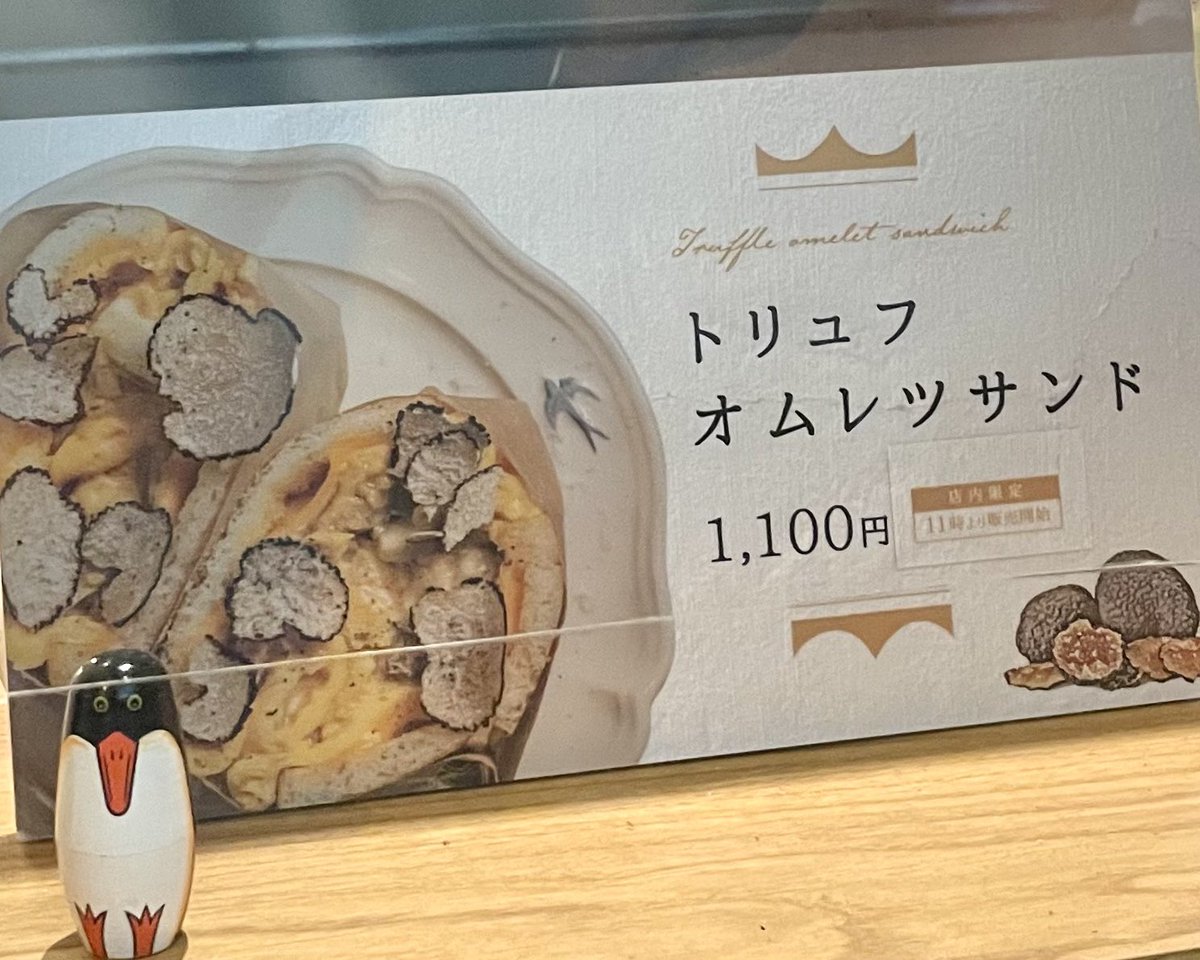 Truffle omelet sandwich
トリュフ
オムレツサンド
1,100円
店内限定
11時より販売開始